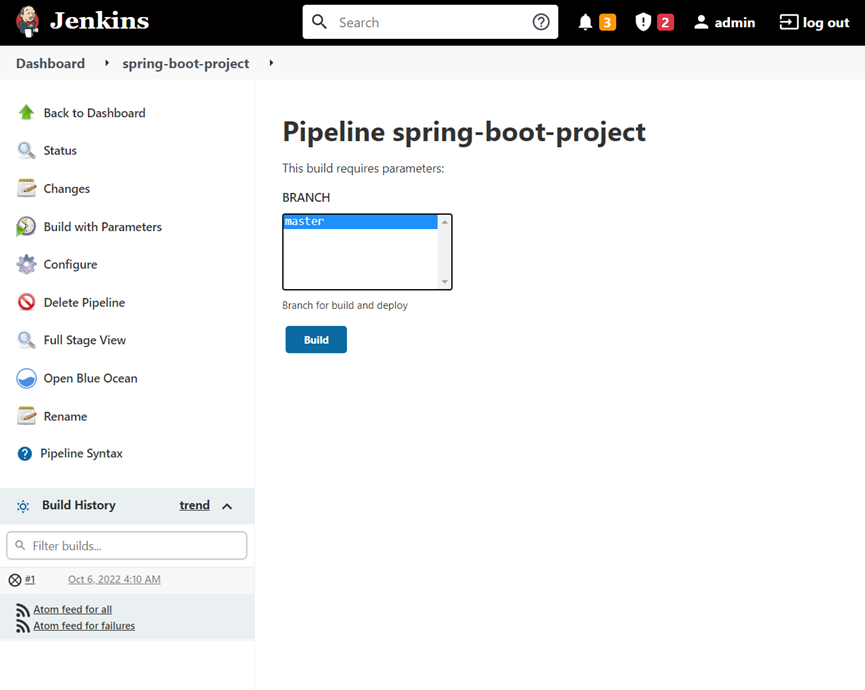 Jenkins
Search
3
2
admin
log out
Dashboard
spring-boot-project
Back to Dashboard
Status
Changes
Build with Parameters
Configure
Delete Pipeline
Full Stage View
Open Blue Ocean
Rename
Pipeline Syntax
Build History
trend
Filter builds...
#1
Oct 6, 2022 4:10 AM
Atom feed for all
Atom feed for failures
Pipeline spring-boot-project
This build requires parameters:
BRANCH
master
Branch for build and deploy
Build